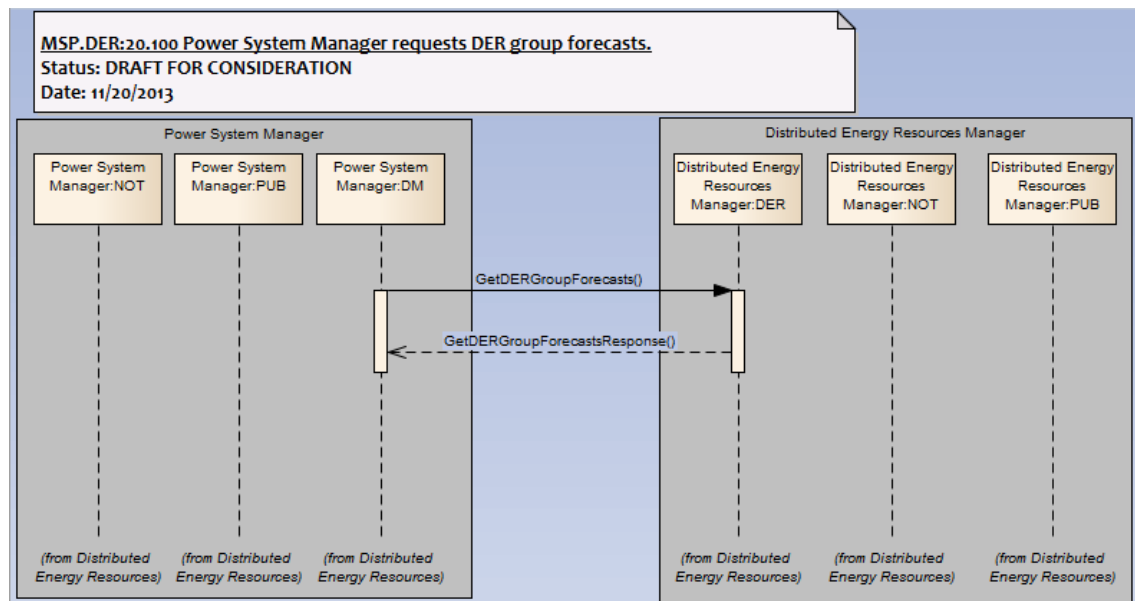 MSP.DER:20.100 Power System Manager requests DER group forecasts.
Status: DRAFT FOR CONSIDERATION
Date: 11/20/2013
Power System Manager
Power System
Manager:NOT
Power System
Manager:PUB
Power System
Manager:DM
Distributed Energy Resources Manager
Distributed Energy
Resources
Manager:DER
Distributed Energy
Resources
Manager:NOT
Distributed Energy
Resources
Manager:PUB
GetDERGroupForecasts()
GetDERGroupForecastsResponse()
(from Distributed
Energy Resources)
(from Distributed
Energy Resources)
(from Distributed
Energy Resources)
(from Distributed
Energy Resources)
(from Distributed
Energy Resources)
(from Distributed
Energy Resources)